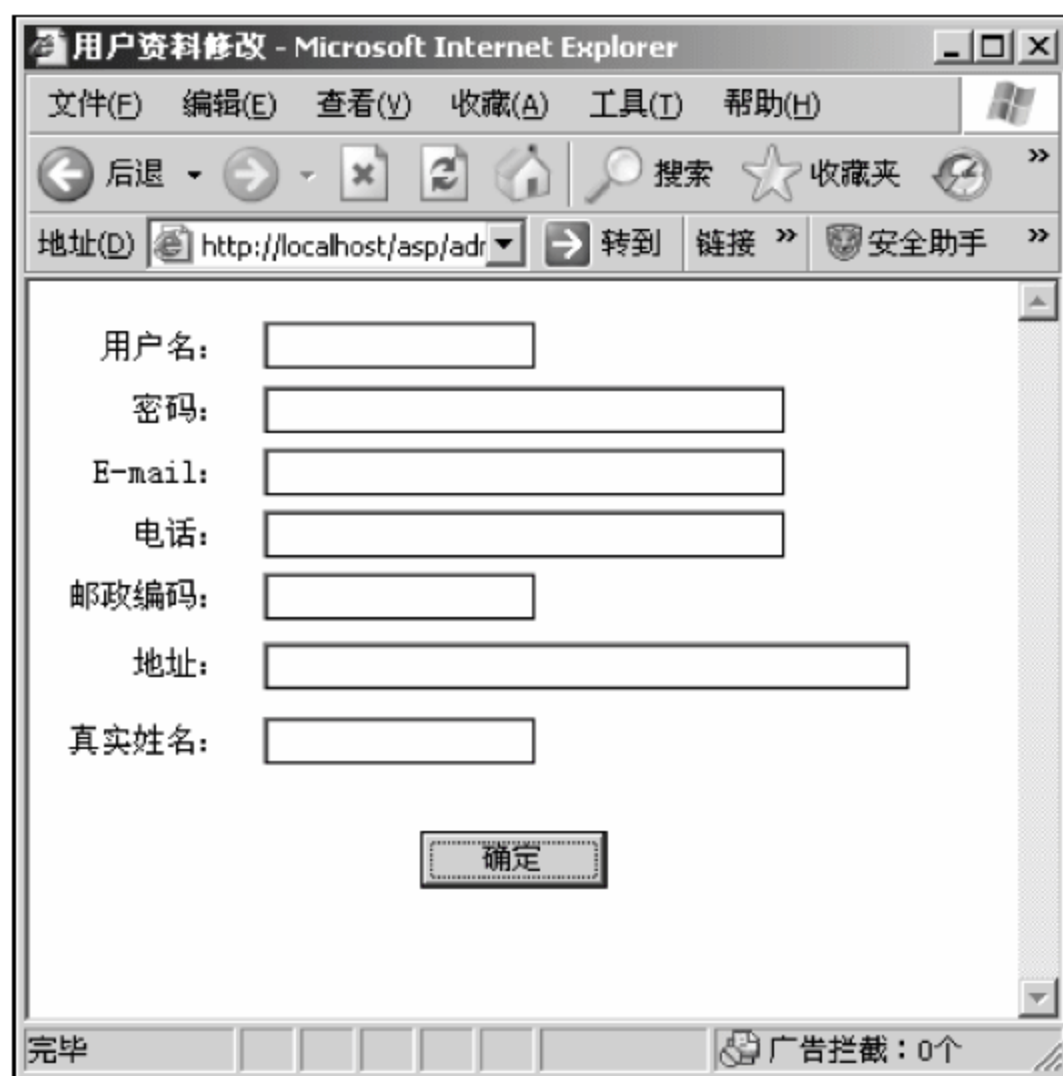 用户资料修改 - Microsoft Internet Explorer
文件(F) 编辑(E) 查看(V) 收藏(A) 工具(T) 帮助(H)
后退 搜索 收藏夹 »
地址(D) http://localhost/asp/adr 转到 链接 » 安全助手 »
用户名：
密码：
E-mail：
电话：
邮政编码：
地址：
真实姓名：
确定
完毕 广告拦截：0个